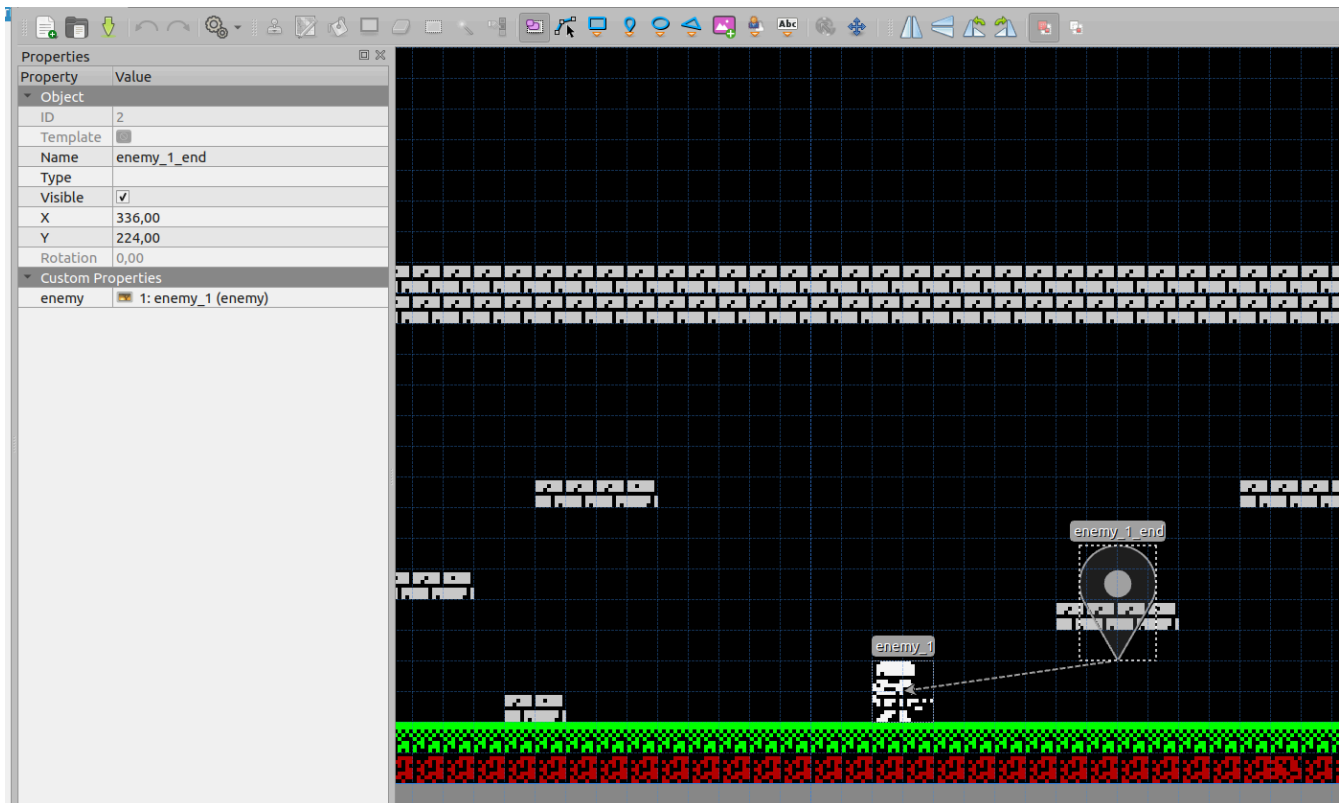 Abc
Properties
Property Value
Object
ID 2
Template
Name enemy_1_end
Type
Visible
X 336,00
Y 224,00
Rotation 0,00
Custom Properties
enemy 1: enemy_1 (enemy)
enemy_1_end
enemy_1